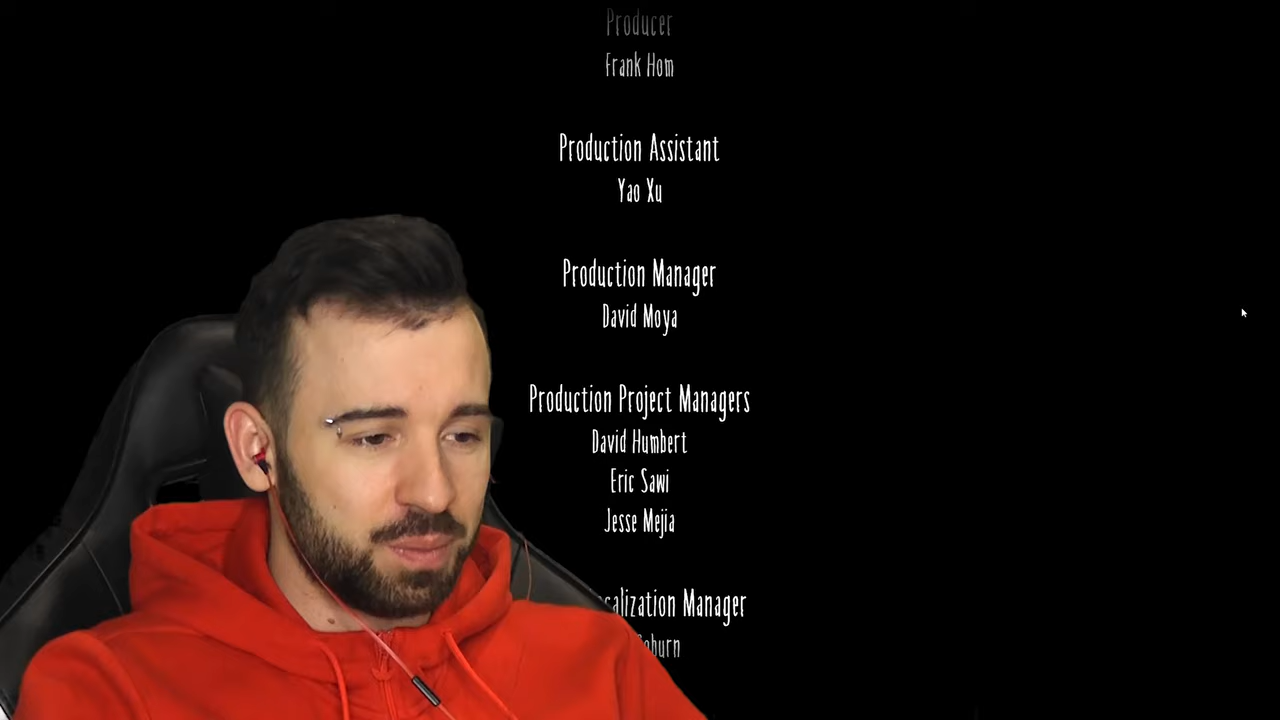 Producer
Frank Hom
Production Assistant
Yao Xu
Production Manager
David Moya
Production Project Managers
David Humbert
Eric Sawi
Jesse Mejia
Manager